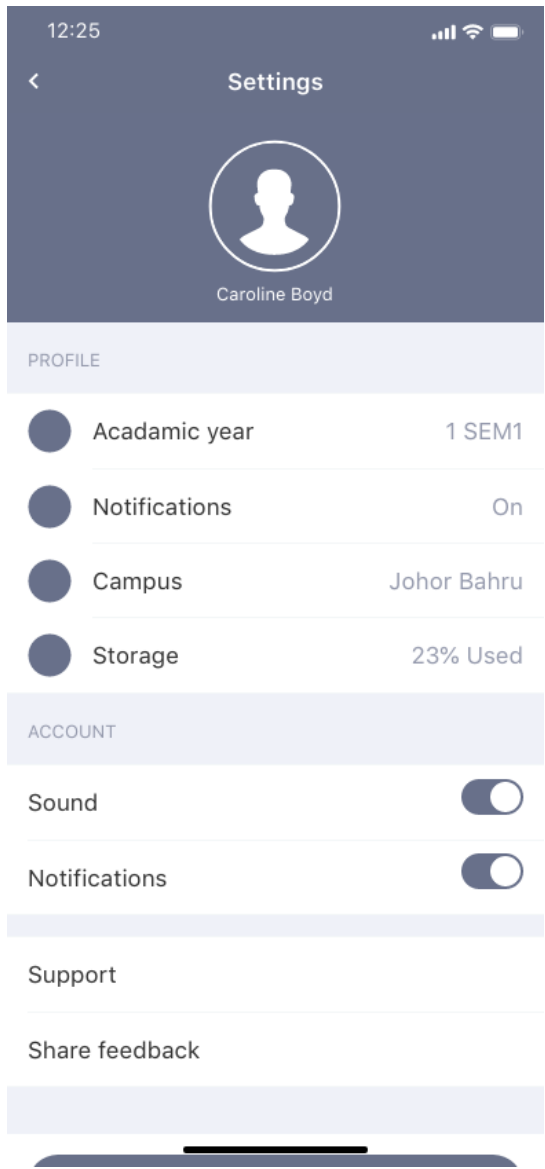 12:25
Settings
Caroline Boyd
PROFILE
Acadamic year 1 SEM1
Notifications On
Campus Johor Bahru
Storage 23% Used
ACCOUNT
Sound
Notifications
Support
Share feedback